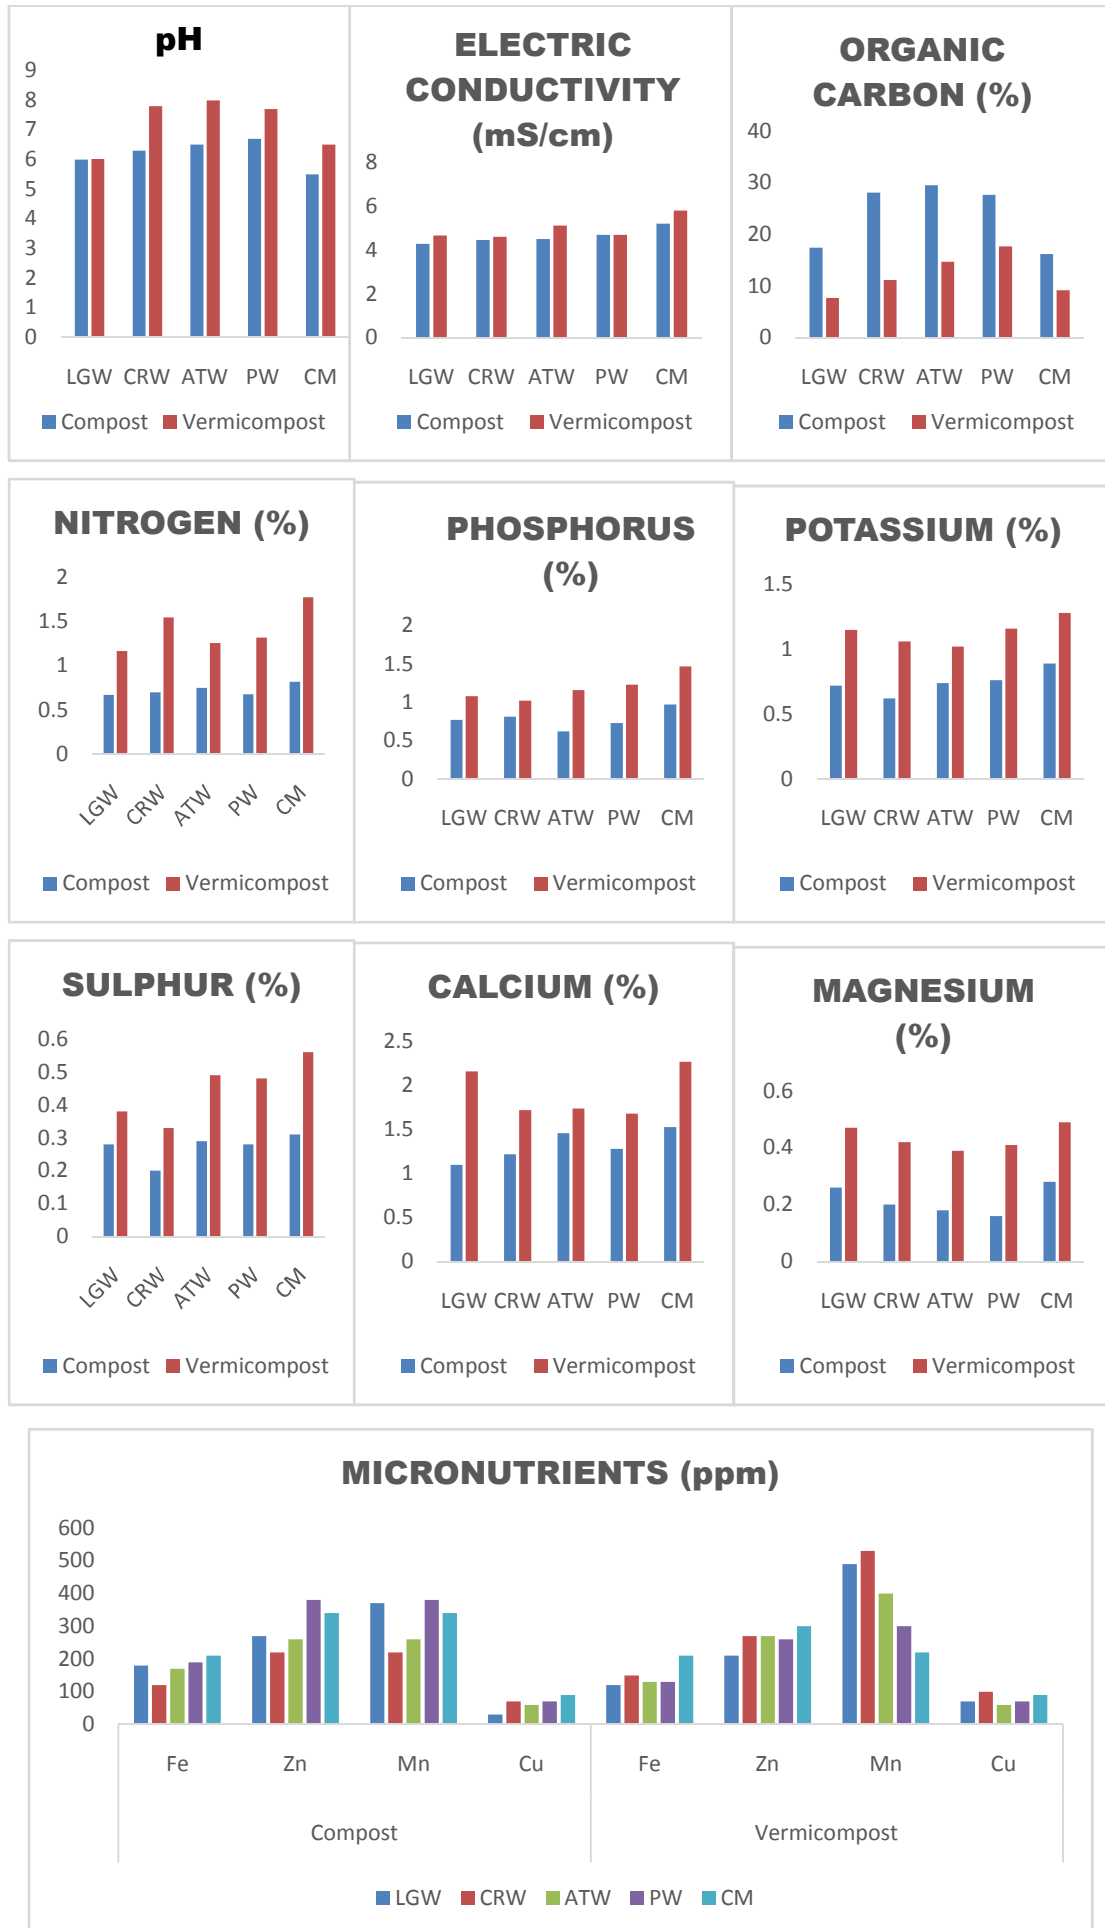 pH
9
8
7
6
5
4
3
2
1
0
LGW CRW ATW PW CM
Compost Vermicompost
ELECTRIC
CONDUCTIVITY
(mS/cm)
8
6
4
2
0
LGW CRW ATW PW CM
Compost Vermicompost
ORGANIC
CARBON (%)
40
30
20
10
0
LGW CRW ATW PW CM
Compost Vermicompost
NITROGEN (%)
2
1.5
1
0.5
0
LGW CRW ATW PW CM
Compost Vermicompost
PHOSPHORUS
(%)
2
1.5
1
0.5
0
LGW CRW ATW PW CM
Compost Vermicompost
POTASSIUM (%)
1.5
1
0.5
0
LGW CRW ATW PW CM
Compost Vermicompost
SULPHUR (%)
0.6
0.5
0.4
0.3
0.2
0.1
0
LGW CRW ATW PW CM
Compost Vermicompost
CALCIUM (%)
2.5
2
1.5
1
0.5
0
LGW CRW ATW PW CM
Compost Vermicompost
MAGNESIUM
(%)
0.6
0.4
0.2
0
LGW CRW ATW PW CM
Compost Vermicompost
MICRONUTRIENTS (ppm)
600
500
400
300
200
100
0
Fe Zn Mn Cu Fe Zn Mn Cu
Compost Vermicompost
LGW CRW ATW PW CM